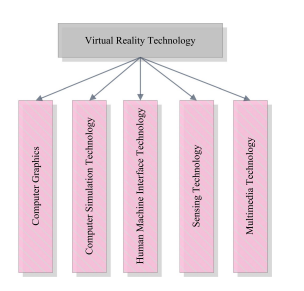 Virtual Reality Technology
Computer Graphics
Computer Simulation Technology
Human Machine Interface Technology
Sensing Technology
Multimedia Technology